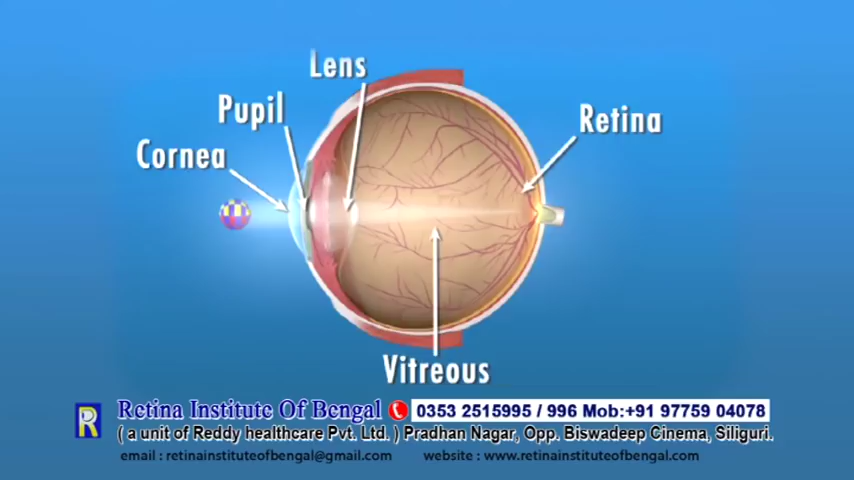 Lens
Pupil
Retina
Cornea
Vitreous
R
Retina Institute Of Bengal 0353 2515995 / 996 Mob:+91 97759 04078
( a unit of Reddy healthcare Pvt. Ltd. ) Pradhan Nagar, Opp. Biswadeep Cinema, Siliguri.
email : retinainstituteofbengal@gmail.com website : www.retinainstituteofbengal.com